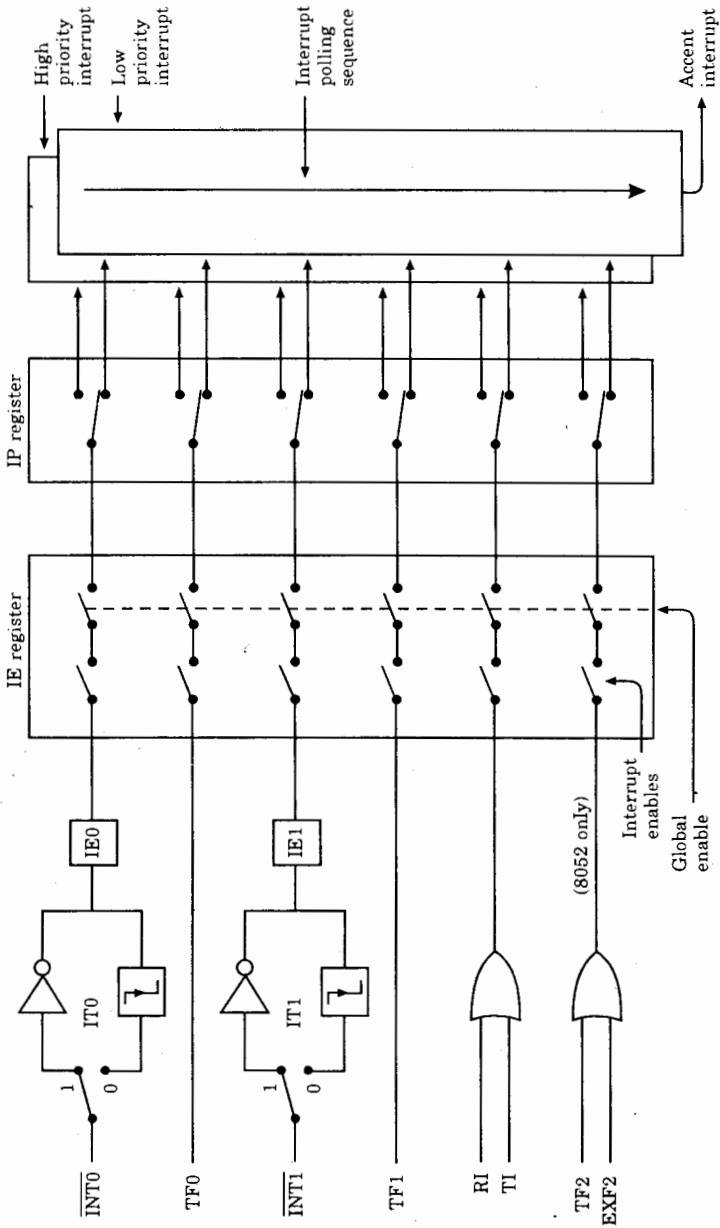 INT0
1
0
IT0
IE0
TF0
INT1
1
0
IT1
IE1
TF1
RI
TI
TF2
EXF2
(8052 only)
IE register
Interrupt
enables
Global
enable
IP register
High
priority
interrupt
Low
priority
interrupt
Interrupt
polling
sequence
Accent
interrupt